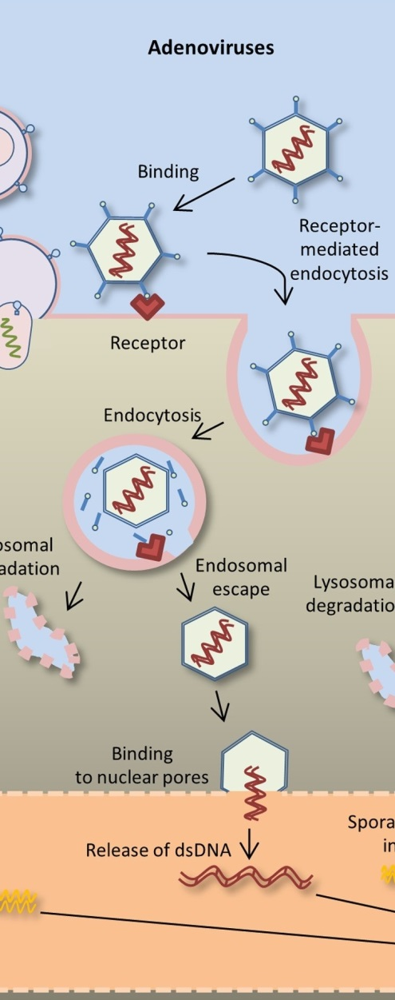 Adenoviruses
Binding
Receptor-
mediated
endocytosis
Receptor
Endocytosis
osomal
adation
Endosomal
escape
Lysosoma
degradatio
Binding
to nuclear pores
Spora
in
Release of dsDNA